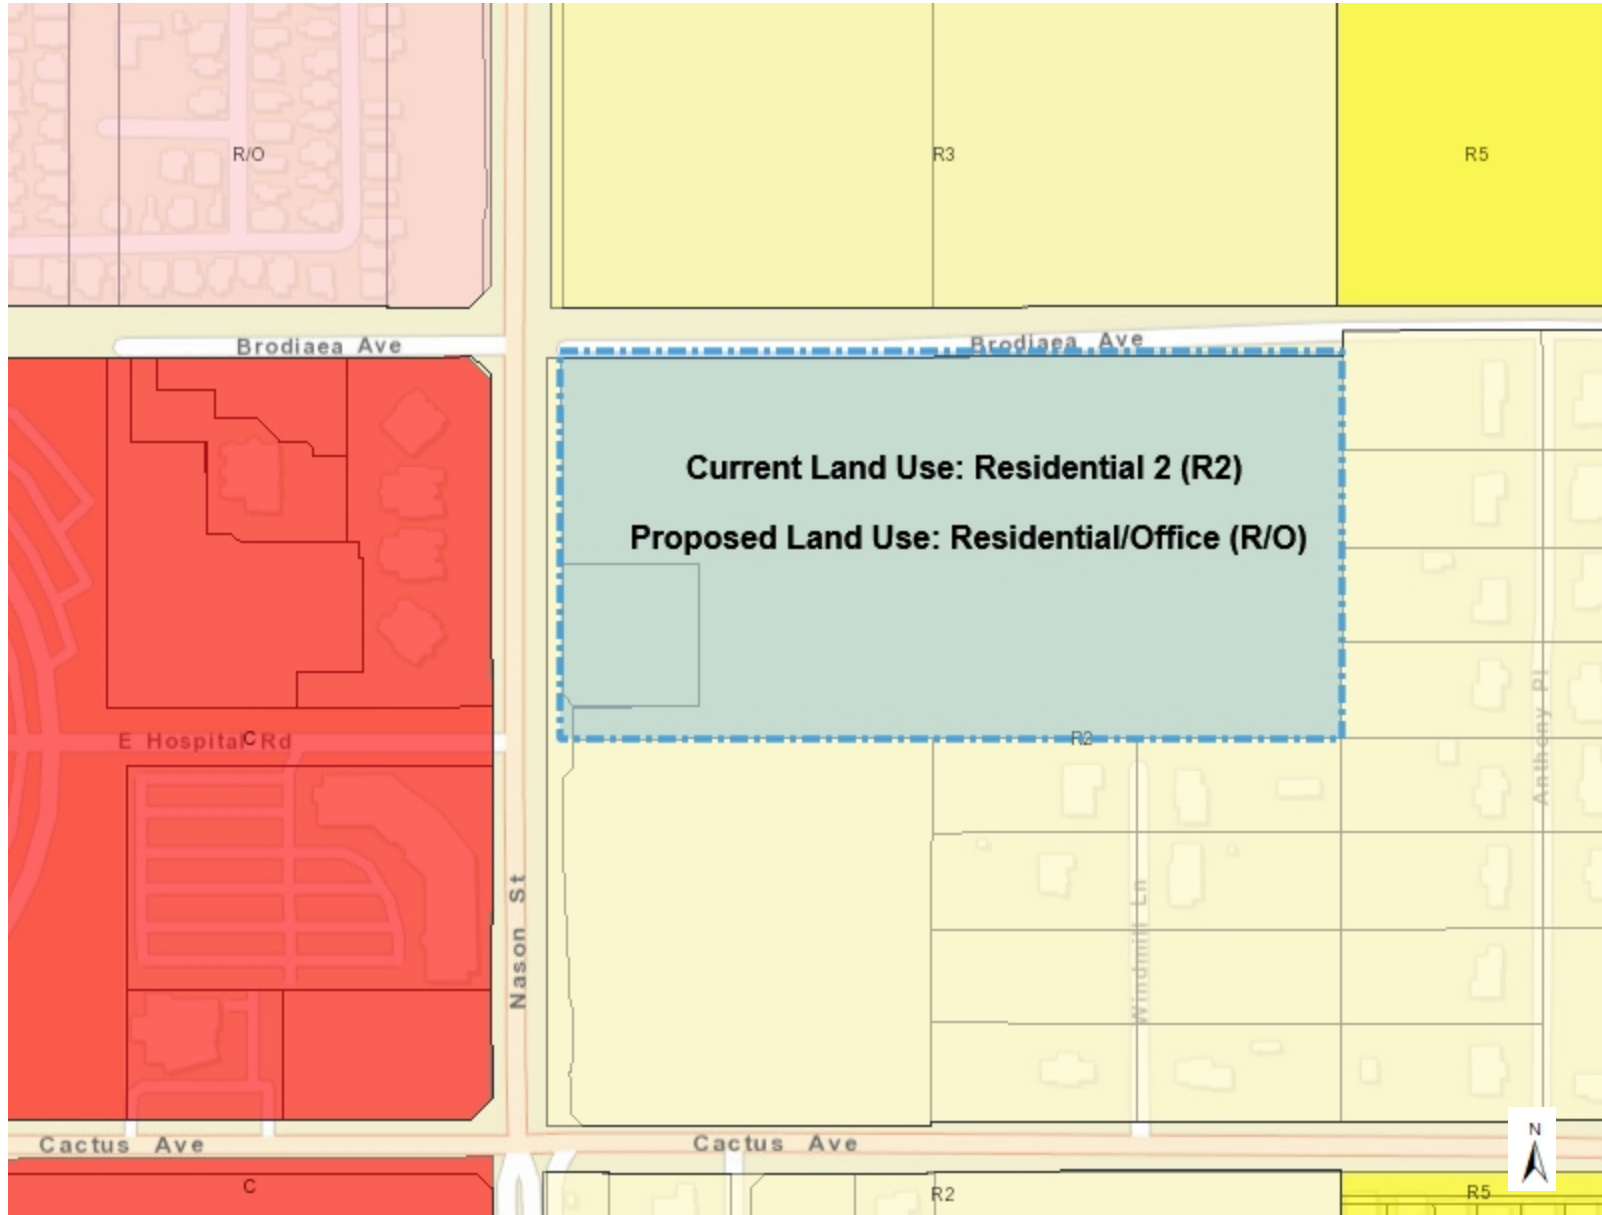 R/O
R3
R5
Brodiaea Ave
Brodiaea Ave
Current Land Use: Residential 2 (R2)
Proposed Land Use: Residential/Office (R/O)
E Hospital Rd
C
R2
Anthony Pl
Nason St
Windmill Ln
Cactus Ave
Cactus Ave
N
C
R2
R5